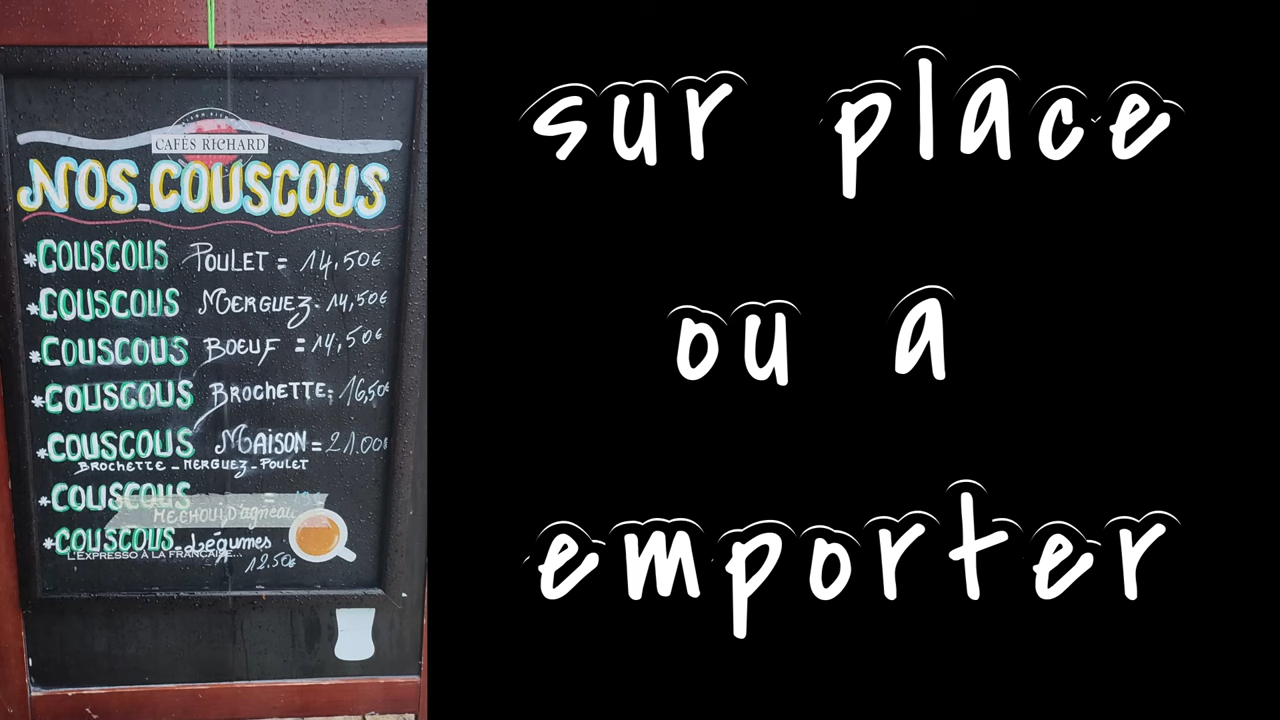 CAFÉS RICHARD
NOS COUSCOUS
*COUSCOUS POULET = 14,50€
*COUSCOUS MERGUEZ. 14,50€
*COUSCOUS BOEUF = 14,50€
*COUSCOUS BROCHETTE: 16,50€
*COUSCOUS MAISON = 21.00€
BROCHETTE - MERGUEZ - POULET
*COUSCOUS =
MECHOUI D'agneau
*COUSCOUS Légumes
L'EXPRESSO À LA FRANÇAISE...
12.50€
sur place
ou a
emporter